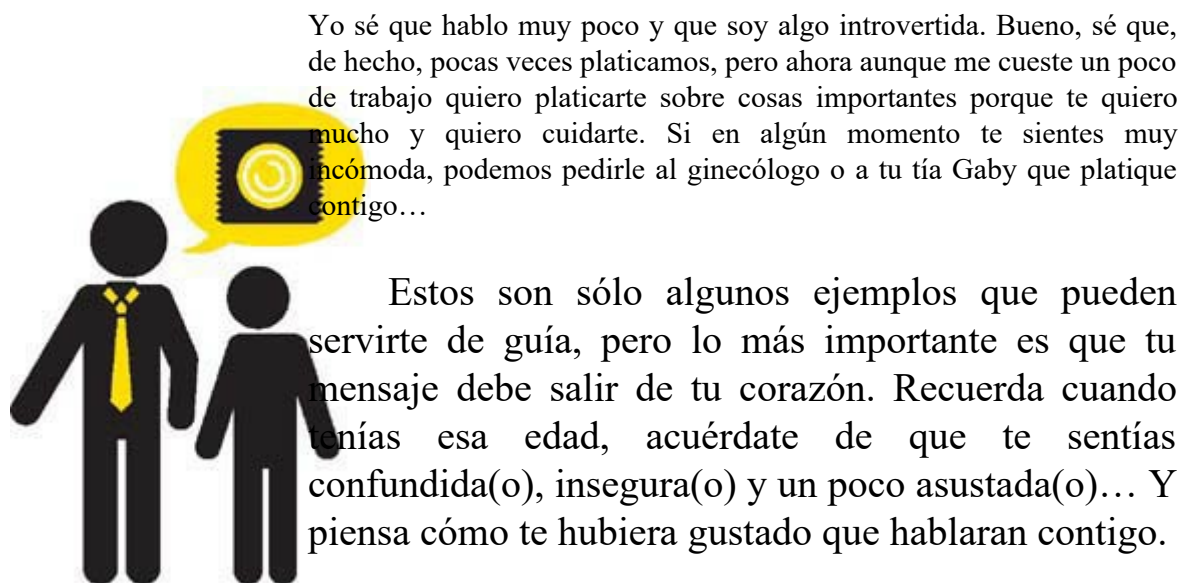 Yo sé que hablo muy poco y que soy algo introvertida. Bueno, sé que,
de hecho, pocas veces platicamos, pero ahora aunque me cueste un poco
de trabajo quiero platicarte sobre cosas importantes porque te quiero
mucho y quiero cuidarte. Si en algún momento te sientes muy
incómoda, podemos pedirle al ginecólogo o a tu tía Gaby que platique
contigo…
Estos son sólo algunos ejemplos que pueden
servirte de guía, pero lo más importante es que tu
mensaje debe salir de tu corazón. Recuerda cuando
tenías esa edad, acuérdate de que te sentías
confundida(o), insegura(o) y un poco asustada(o)… Y
piensa cómo te hubiera gustado que hablaran contigo.